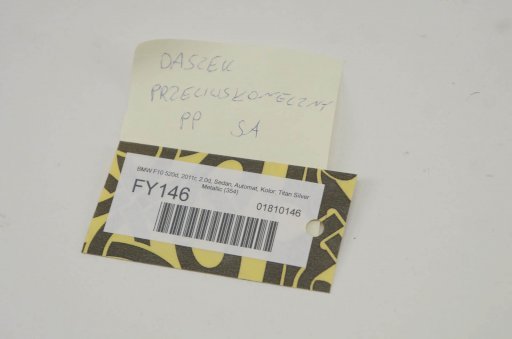 DASZEK
PRZECIWSŁONECZNY
PP SA
BMW F10 520d, 2011r, 2.0d, Sedan, Automat, Kolor: Titan Silver
Metallic (354)
FY146
01810146